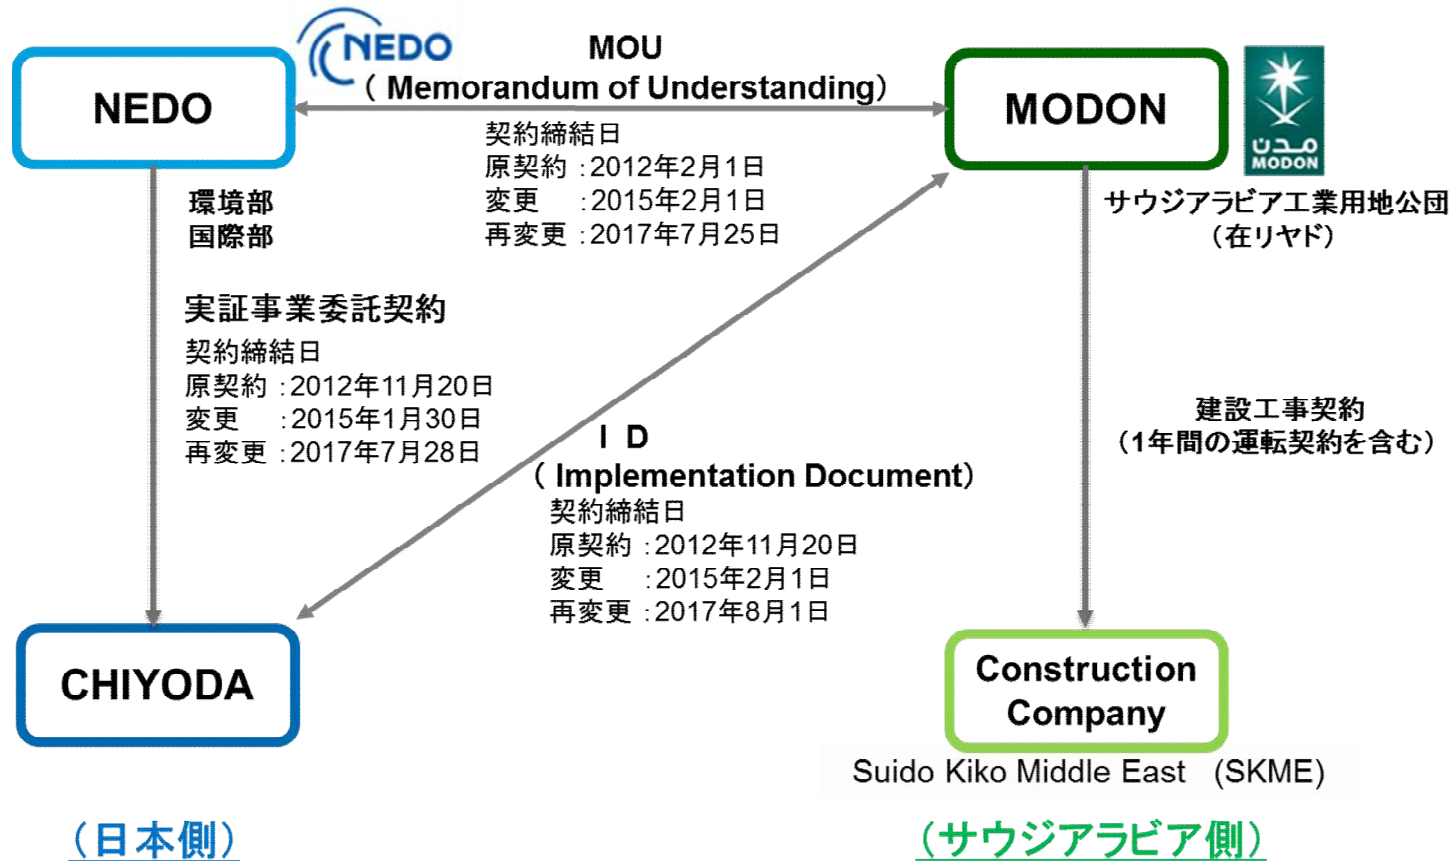 NEDO
MOU
（ Memorandum of Understanding）
NEDO
MODON
مدن
MODON
契約締結日
原契約 ：2012年2月1日
変更 ：2015年2月1日
再変更 ：2017年7月25日
環境部
国際部
サウジアラビア工業用地公団
（在リヤド）
実証事業委託契約
契約締結日
原契約 ：2012年11月20日
変更 ：2015年1月30日
再変更 ：2017年7月28日
建設工事契約
（1年間の運転契約を含む）
I D
（ Implementation Document）
契約締結日
原契約 ：2012年11月20日
変更 ：2015年2月1日
再変更 ：2017年8月1日
CHIYODA
Construction
Company
Suido Kiko Middle East （SKME）
（日本側）
（サウジアラビア側）